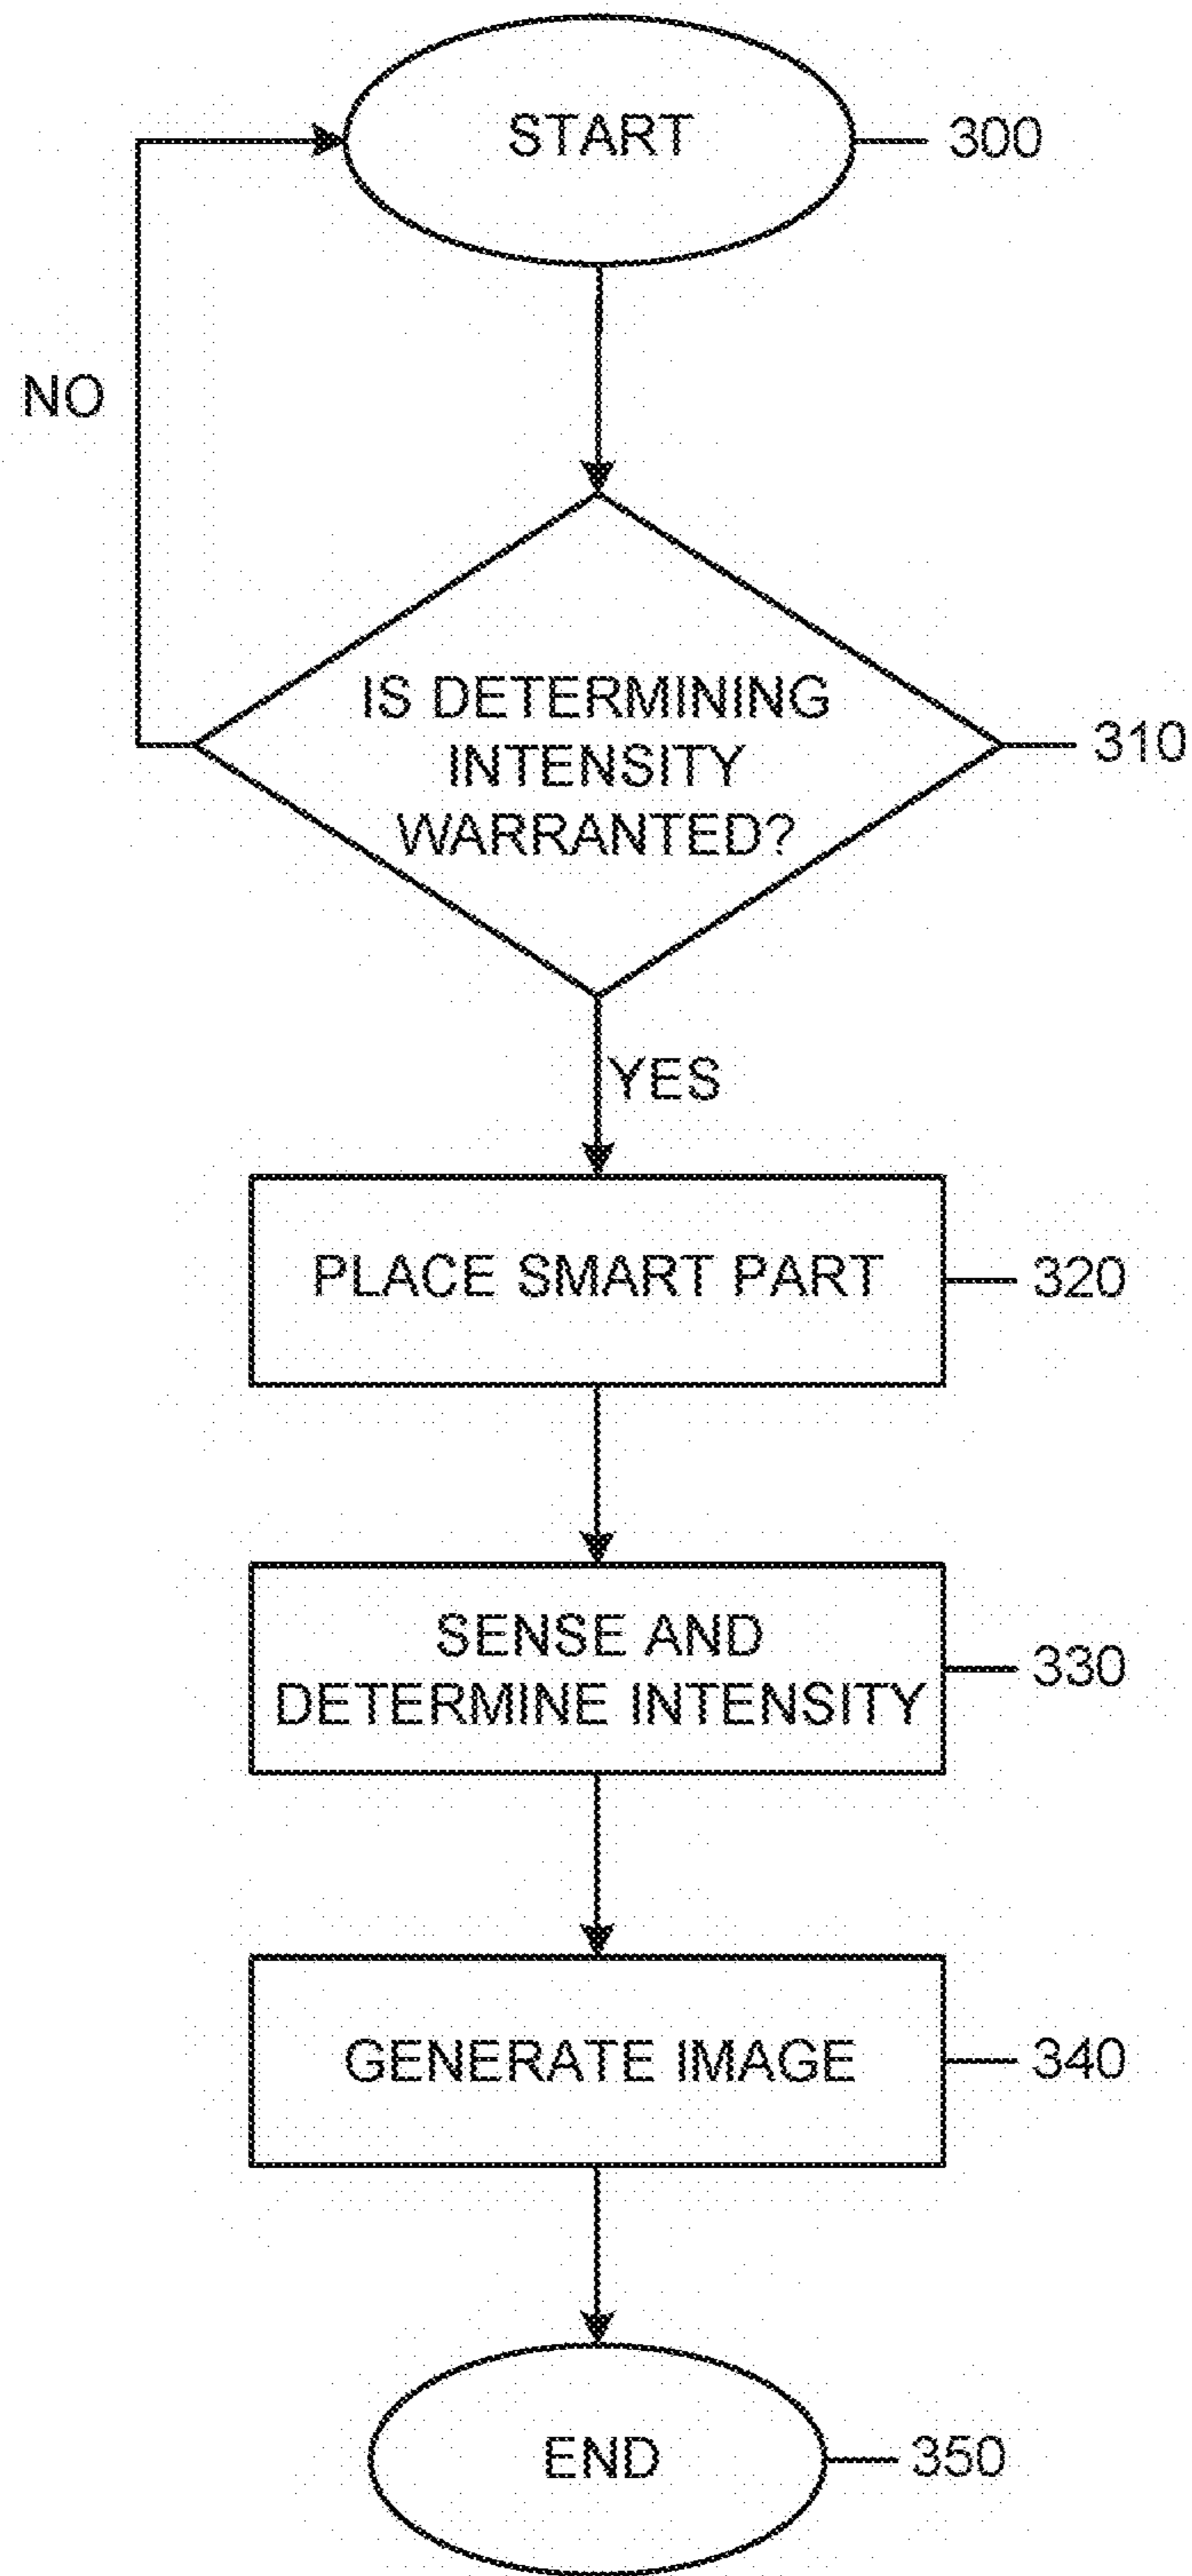 START
300
NO
IS DETERMINING
INTENSITY
WARRANTED?
310
YES
PLACE SMART PART
320
SENSE AND
DETERMINE INTENSITY
330
GENERATE IMAGE
340
END
350